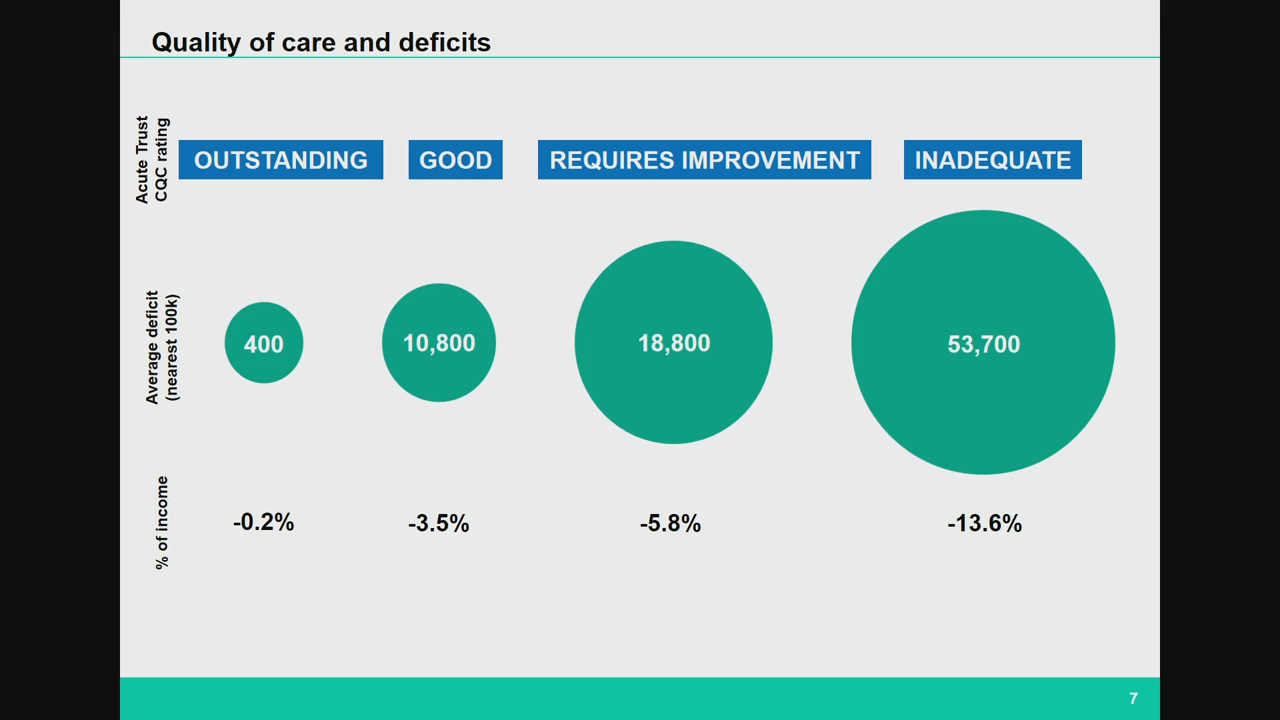 Quality of care and deficits
Acute Trust
CQC rating
OUTSTANDING
GOOD
REQUIRES IMPROVEMENT
INADEQUATE
Average deficit
(nearest 100k)
400
10,800
18,800
53,700
% of income
-0.2%
-3.5%
-5.8%
-13.6%
7